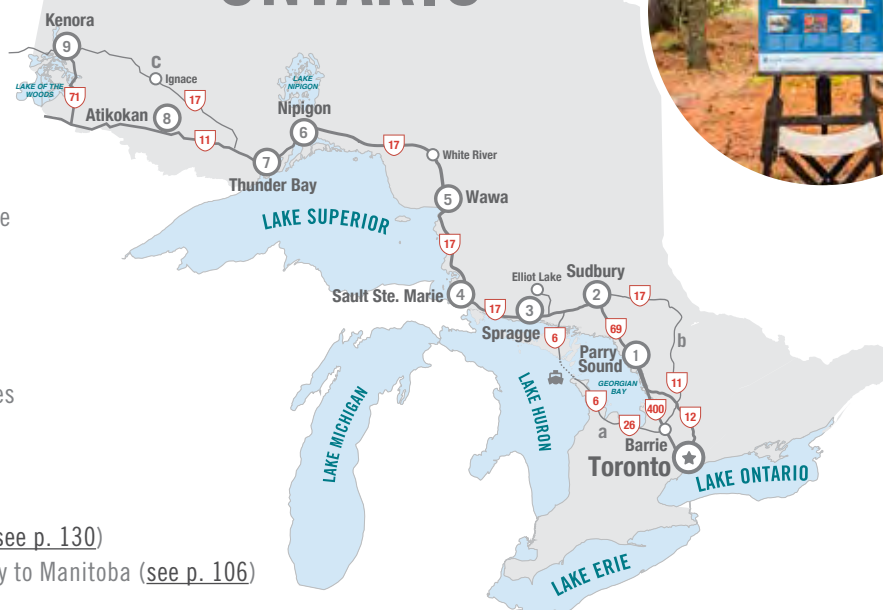 ONTARIO
Kenora
9
C
Ignace
LAKE OF THE
WOODS
71
17
LAKE
NIPIGON
Nipigon
Atikokan
8
11
6
17
White River
7
Thunder Bay
5
Wawa
LAKE SUPERIOR
17
e
Elliot Lake
Sudbury
Sault Ste. Marie
4
17
3
2
17
Spragge
6
69
b
Parry
Sound
1
GEORGIAN
BAY
11
es
LAKE MICHIGAN
LAKE HURON
6
400
12
a
26
Barrie
Toronto
LAKE ONTARIO
see p. 130)
y to Manitoba (see p. 106)
LAKE ERIE